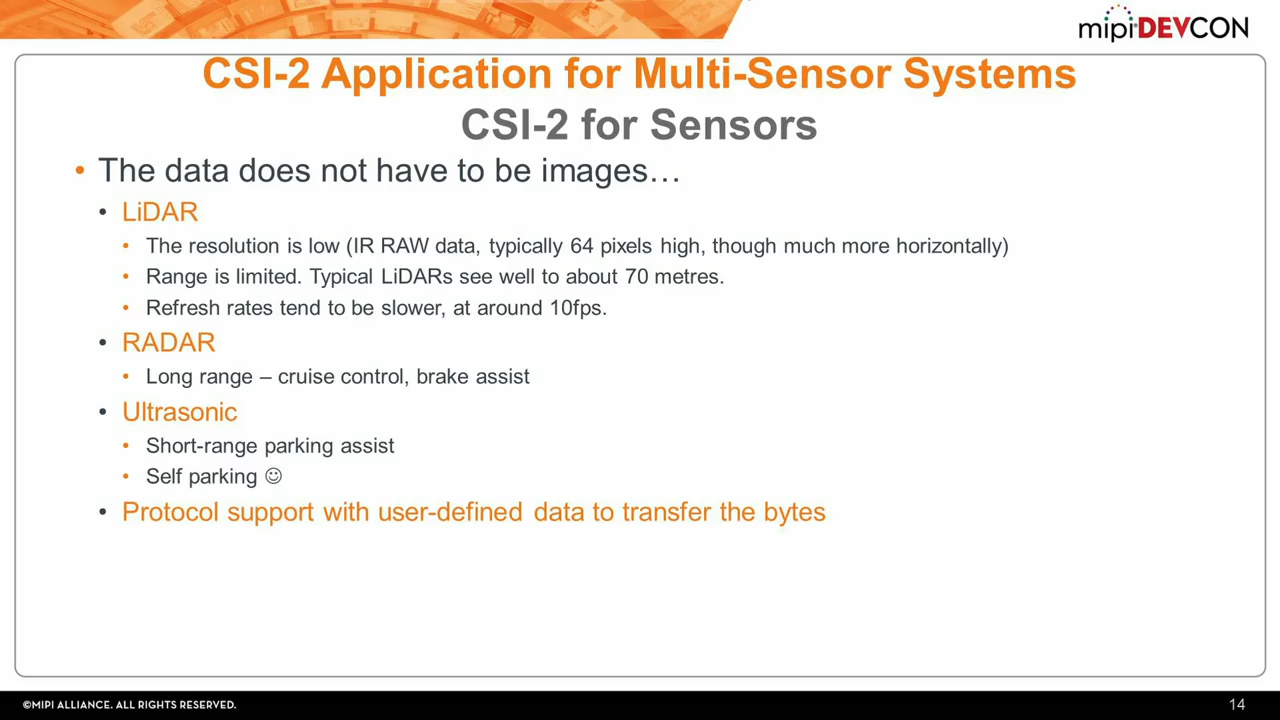 mipi DEVCON
CSI-2 Application for Multi-Sensor Systems
CSI-2 for Sensors
• The data does not have to be images…
• LiDAR
• The resolution is low (IR RAW data, typically 64 pixels high, though much more horizontally)
• Range is limited. Typical LiDARs see well to about 70 metres.
• Refresh rates tend to be slower, at around 10fps.
• RADAR
• Long range – cruise control, brake assist
• Ultrasonic
• Short-range parking assist
• Self parking ☺
• Protocol support with user-defined data to transfer the bytes
©MIPI ALLIANCE. ALL RIGHTS RESERVED.
14